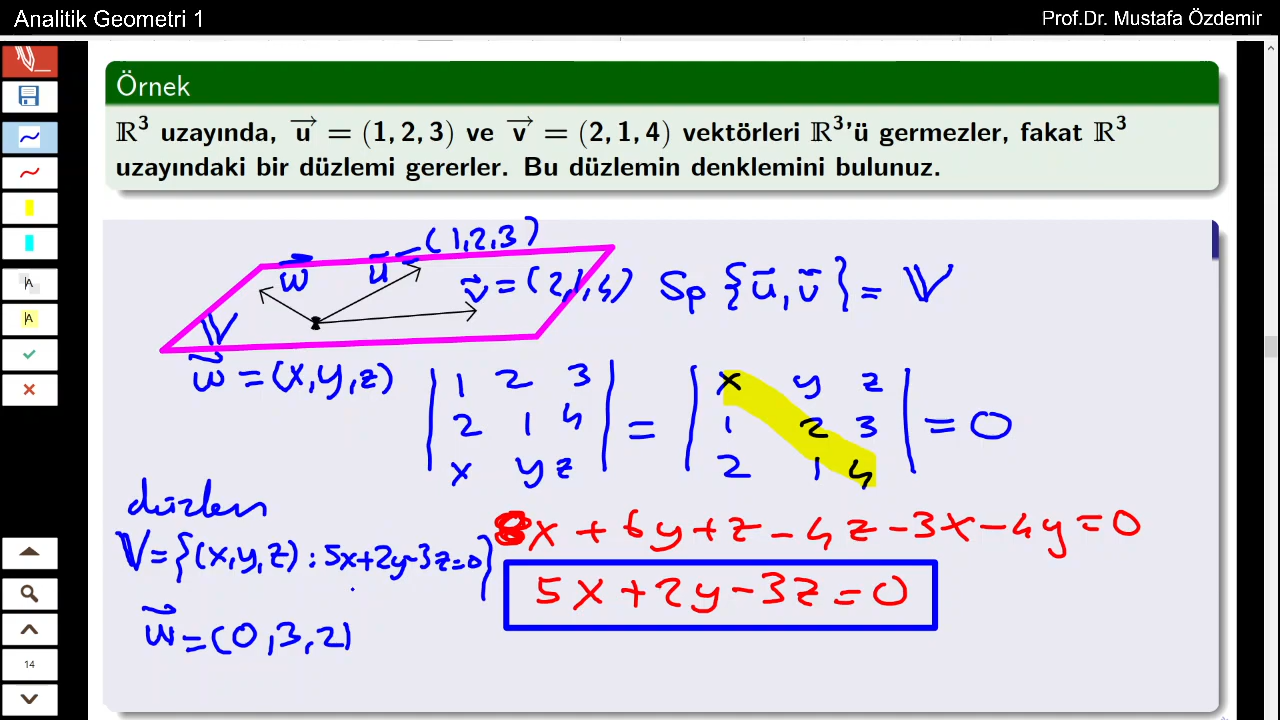 Analitik Geometri 1
Prof.Dr. Mustafa Özdemir
Örnek
ℝ³ uzayında, u⃗ = (1, 2, 3) ve v⃗ = (2, 1, 4) vektörleri ℝ³'ü germezler, fakat ℝ³
uzayındaki bir düzlemi gererler. Bu düzlemin denklemini bulunuz.
w⃗ u⃗ = (1,2,3)
v⃗ = (2,1,4) Sp {u⃗, v⃗} = V
V
w⃗ = (x,y,z)
| 1 2 3 | | x y z |
| 2 1 4 | = | 1 2 3 | = 0
| x y z | | 2 1 4 |
düzlem
8x + 6y + z - 4z - 3x - 4y = 0
V = {(x,y,z) : 5x+2y-3z=0}
5x + 2y - 3z = 0
w⃗ = (0,3,2)
14